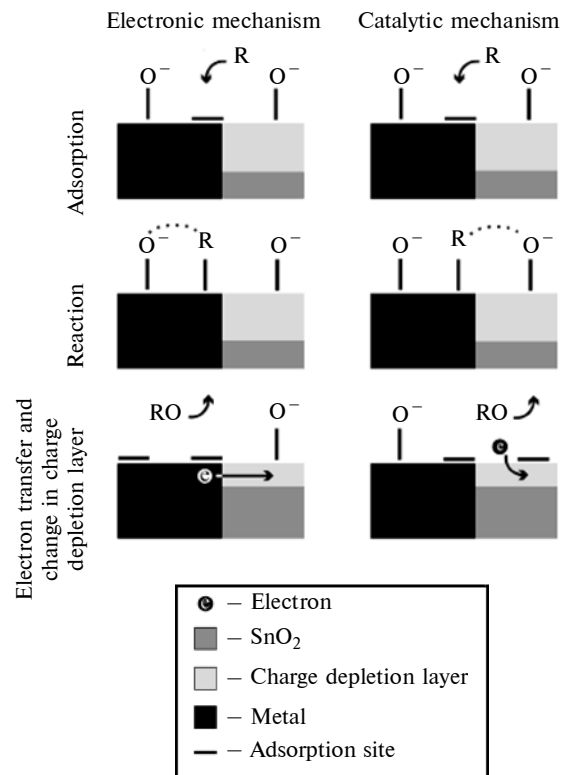 Electronic mechanism
Catalytic mechanism
Adsorption
O⁻
R
O⁻
O⁻
R
O⁻
Reaction
O⁻
R
O⁻
O⁻
R
O⁻
Electron transfer and
change in charge
depletion layer
RO
O⁻
e
O⁻
RO
e
e – Electron
– SnO₂
– Charge depletion layer
– Metal
– Adsorption site